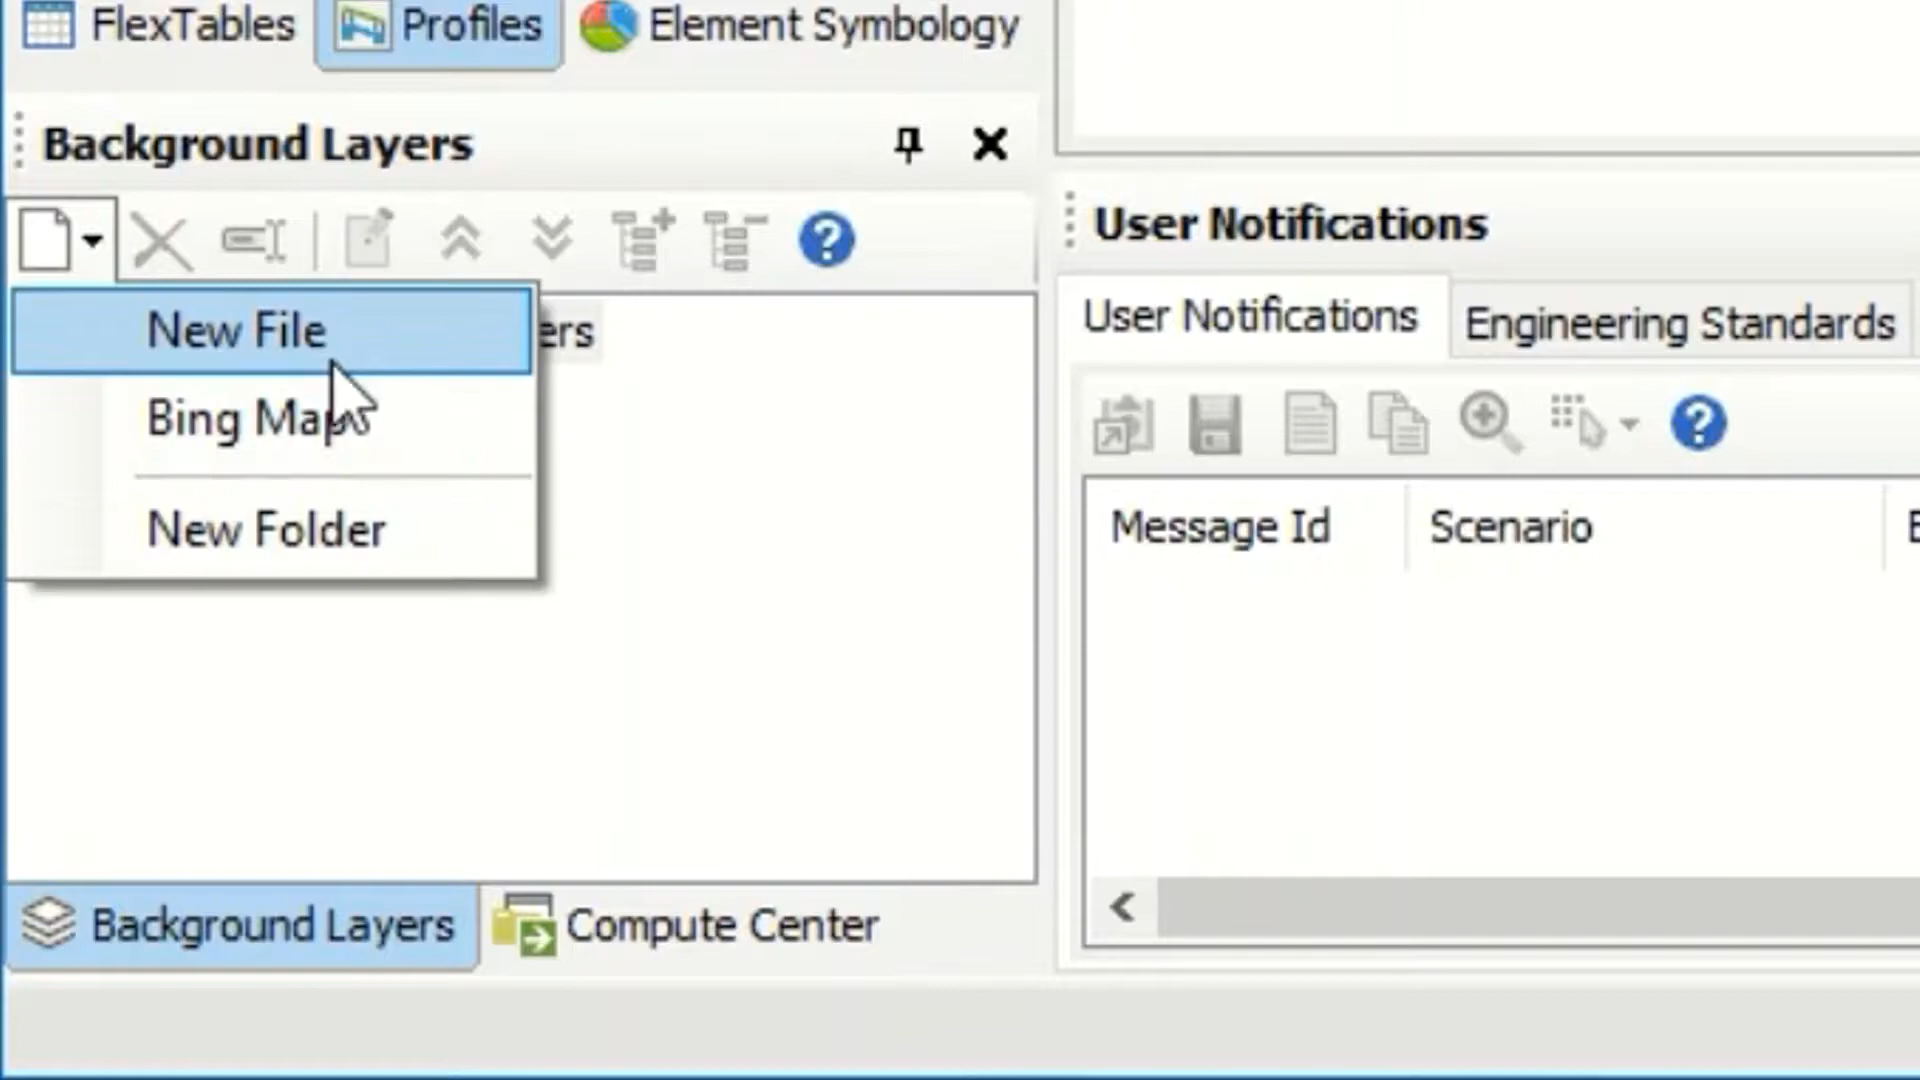 FlexTables Profiles Element Symbology
Background Layers
New File
ers
Bing Maps
New Folder
Background Layers Compute Center
User Notifications
User Notifications Engineering Standards
Message Id Scenario